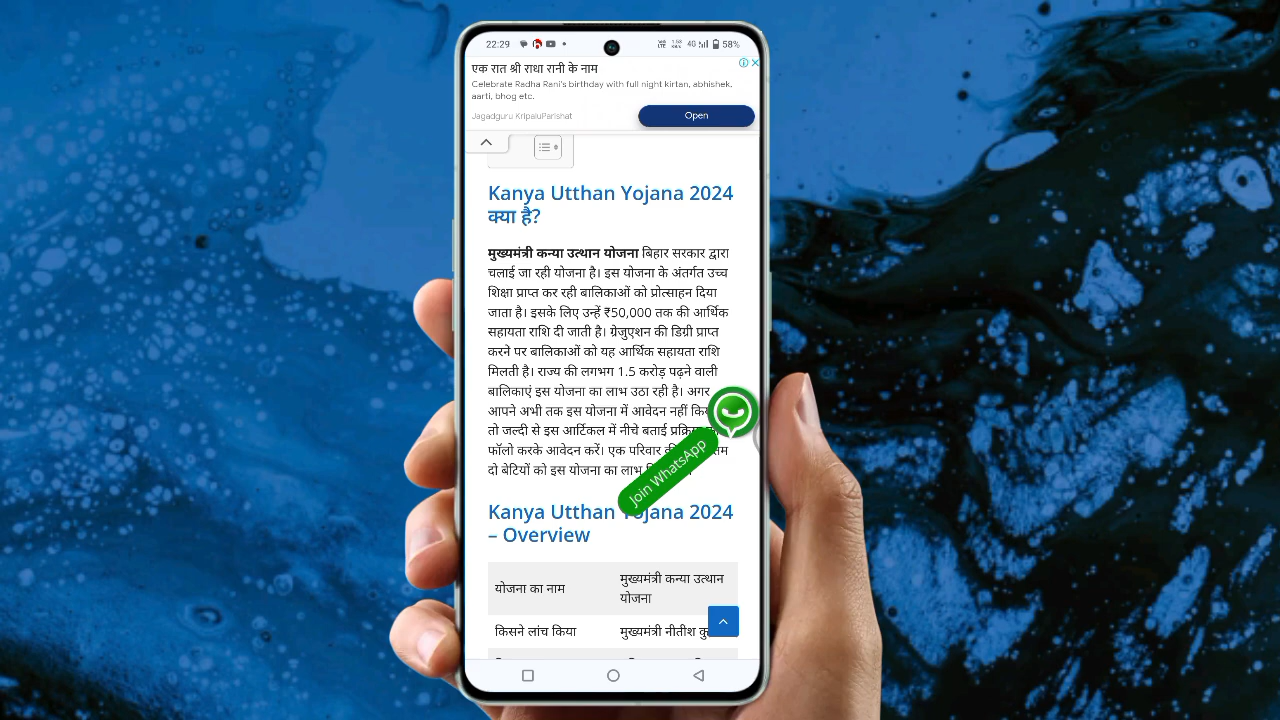 22:29
4G 58%
एक रात श्री राधा रानी के नाम
Celebrate Radha Rani's birthday with full night kirtan, abhishek,
aarti, bhog etc.
Jagadguru KripaluParishat
Open
Kanya Utthan Yojana 2024
क्या है?
मुख्यमंत्री कन्या उत्थान योजना बिहार सरकार द्वारा
चलाई जा रही योजना है। इस योजना के अंतर्गत उच्च
शिक्षा प्राप्त कर रही बालिकाओं को प्रोत्साहन दिया
जाता है। इसके लिए उन्हें ₹50,000 तक की आर्थिक
सहायता राशि दी जाती है। ग्रेजुएशन की डिग्री प्राप्त
करने पर बालिकाओं को यह आर्थिक सहायता राशि
मिलती है। राज्य की लगभग 1.5 करोड़ पढ़ने वाली
बालिकाएं इस योजना का लाभ उठा रही है। अगर
आपने अभी तक इस योजना में आवेदन नहीं
तो जल्दी से इस आर्टिकल में नीचे बताई
फॉलो करके आवेदन करें। एक परिवार
दो बेटियों को इस योजना का लाभ
Join WhatsApp
Kanya Utthan Yojana 2024
– Overview
योजना का नाम
मुख्यमंत्री कन्या उत्थान
योजना
किसने लांच किया
मुख्यमंत्री नीतीश